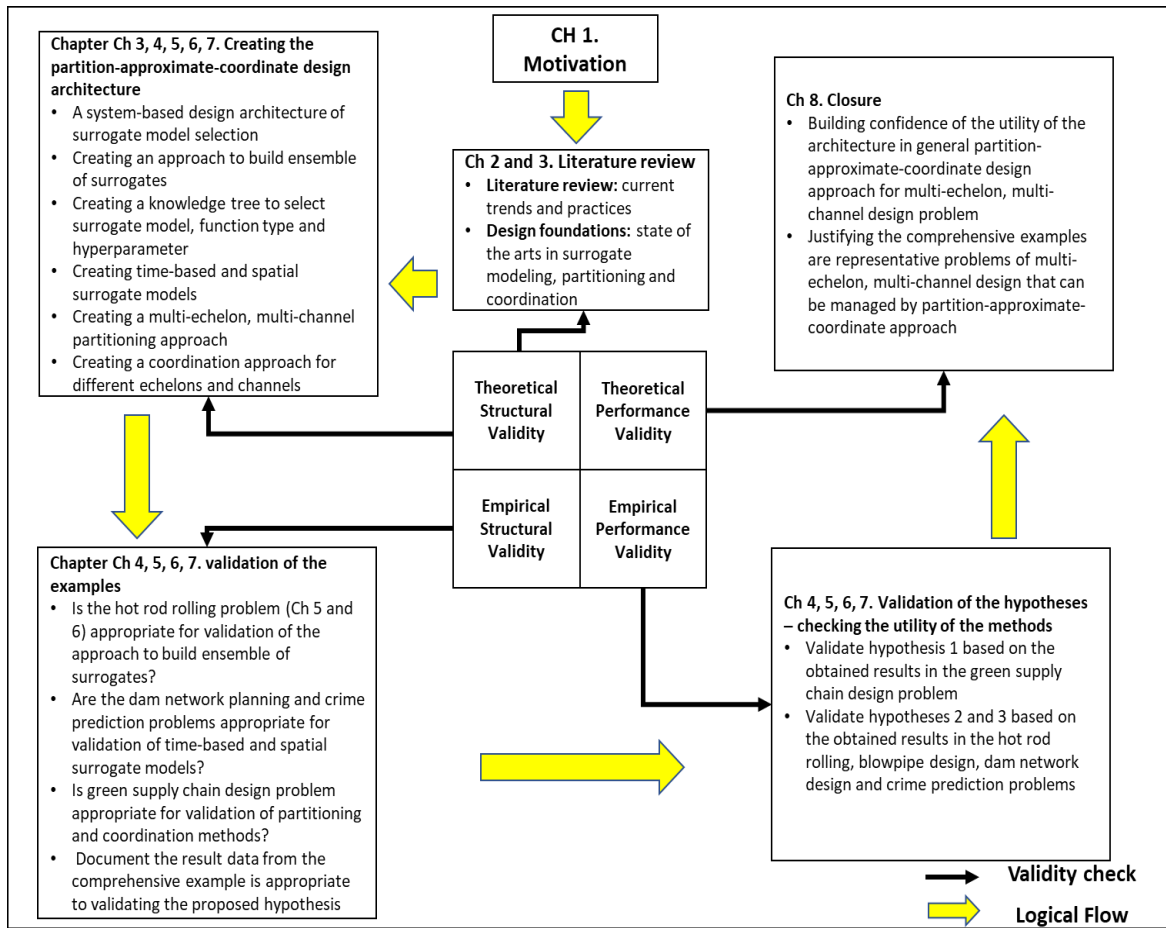 CH 1.
Motivation
Chapter Ch 3, 4, 5, 6, 7. Creating the
partition-approximate-coordinate design
architecture
• A system-based design architecture of
surrogate model selection
• Creating an approach to build ensemble
of surrogates
• Creating a knowledge tree to select
surrogate model, function type and
hyperparameter
• Creating time-based and spatial
surrogate models
• Creating a multi-echelon, multi-channel
partitioning approach
• Creating a coordination approach for
different echelons and channels
Ch 2 and 3. Literature review
• Literature review: current
trends and practices
• Design foundations: state of
the arts in surrogate
modeling, partitioning and
coordination
Ch 8. Closure
• Building confidence of the utility of the
architecture in general partition-
approximate-coordinate design
approach for multi-echelon, multi-
channel design problem
• Justifying the comprehensive examples
are representative problems of multi-
echelon, multi-channel design that can
be managed by partition-approximate-
coordinate approach
Theoretical
Structural
Validity
Theoretical
Performance
Validity
Empirical
Structural
Validity
Empirical
Performance
Validity
Chapter Ch 4, 5, 6, 7. validation of the
examples
• Is the hot rod rolling problem (Ch 5 and
6) appropriate for validation of the
approach to build ensemble of
surrogates?
• Are the dam network planning and crime
prediction problems appropriate for
validation of time-based and spatial
surrogate models?
• Is green supply chain design problem
appropriate for validation of partitioning
and coordination methods?
• Document the result data from the
comprehensive example is appropriate
to validating the proposed hypothesis
Ch 4, 5, 6, 7. Validation of the hypotheses
– checking the utility of the methods
• Validate hypothesis 1 based on the
obtained results in the green supply
chain design problem
• Validate hypotheses 2 and 3 based on
the obtained results in the hot rod
rolling, blowpipe design, dam network
design and crime prediction problems
Validity check
Logical Flow